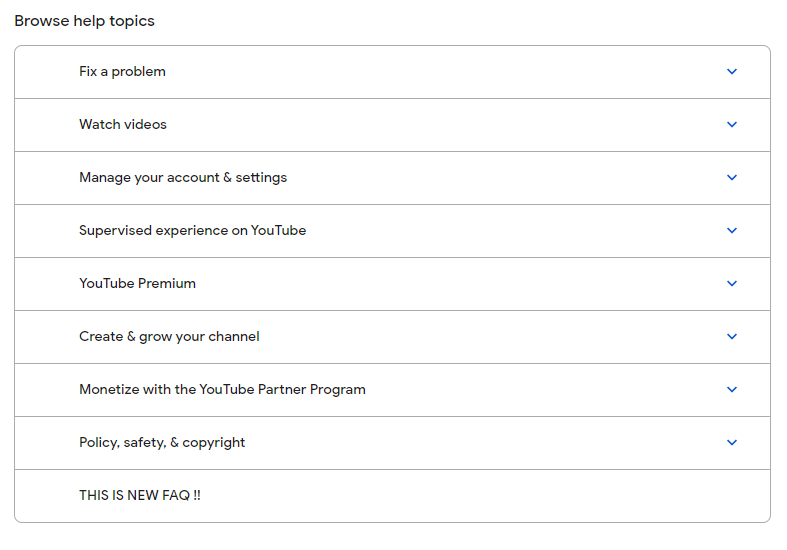 Browse help topics
Fix a problem
Watch videos
Manage your account & settings
Supervised experience on YouTube
YouTube Premium
Create & grow your channel
Monetize with the YouTube Partner Program
Policy, safety, & copyright
THIS IS NEW FAQ !!